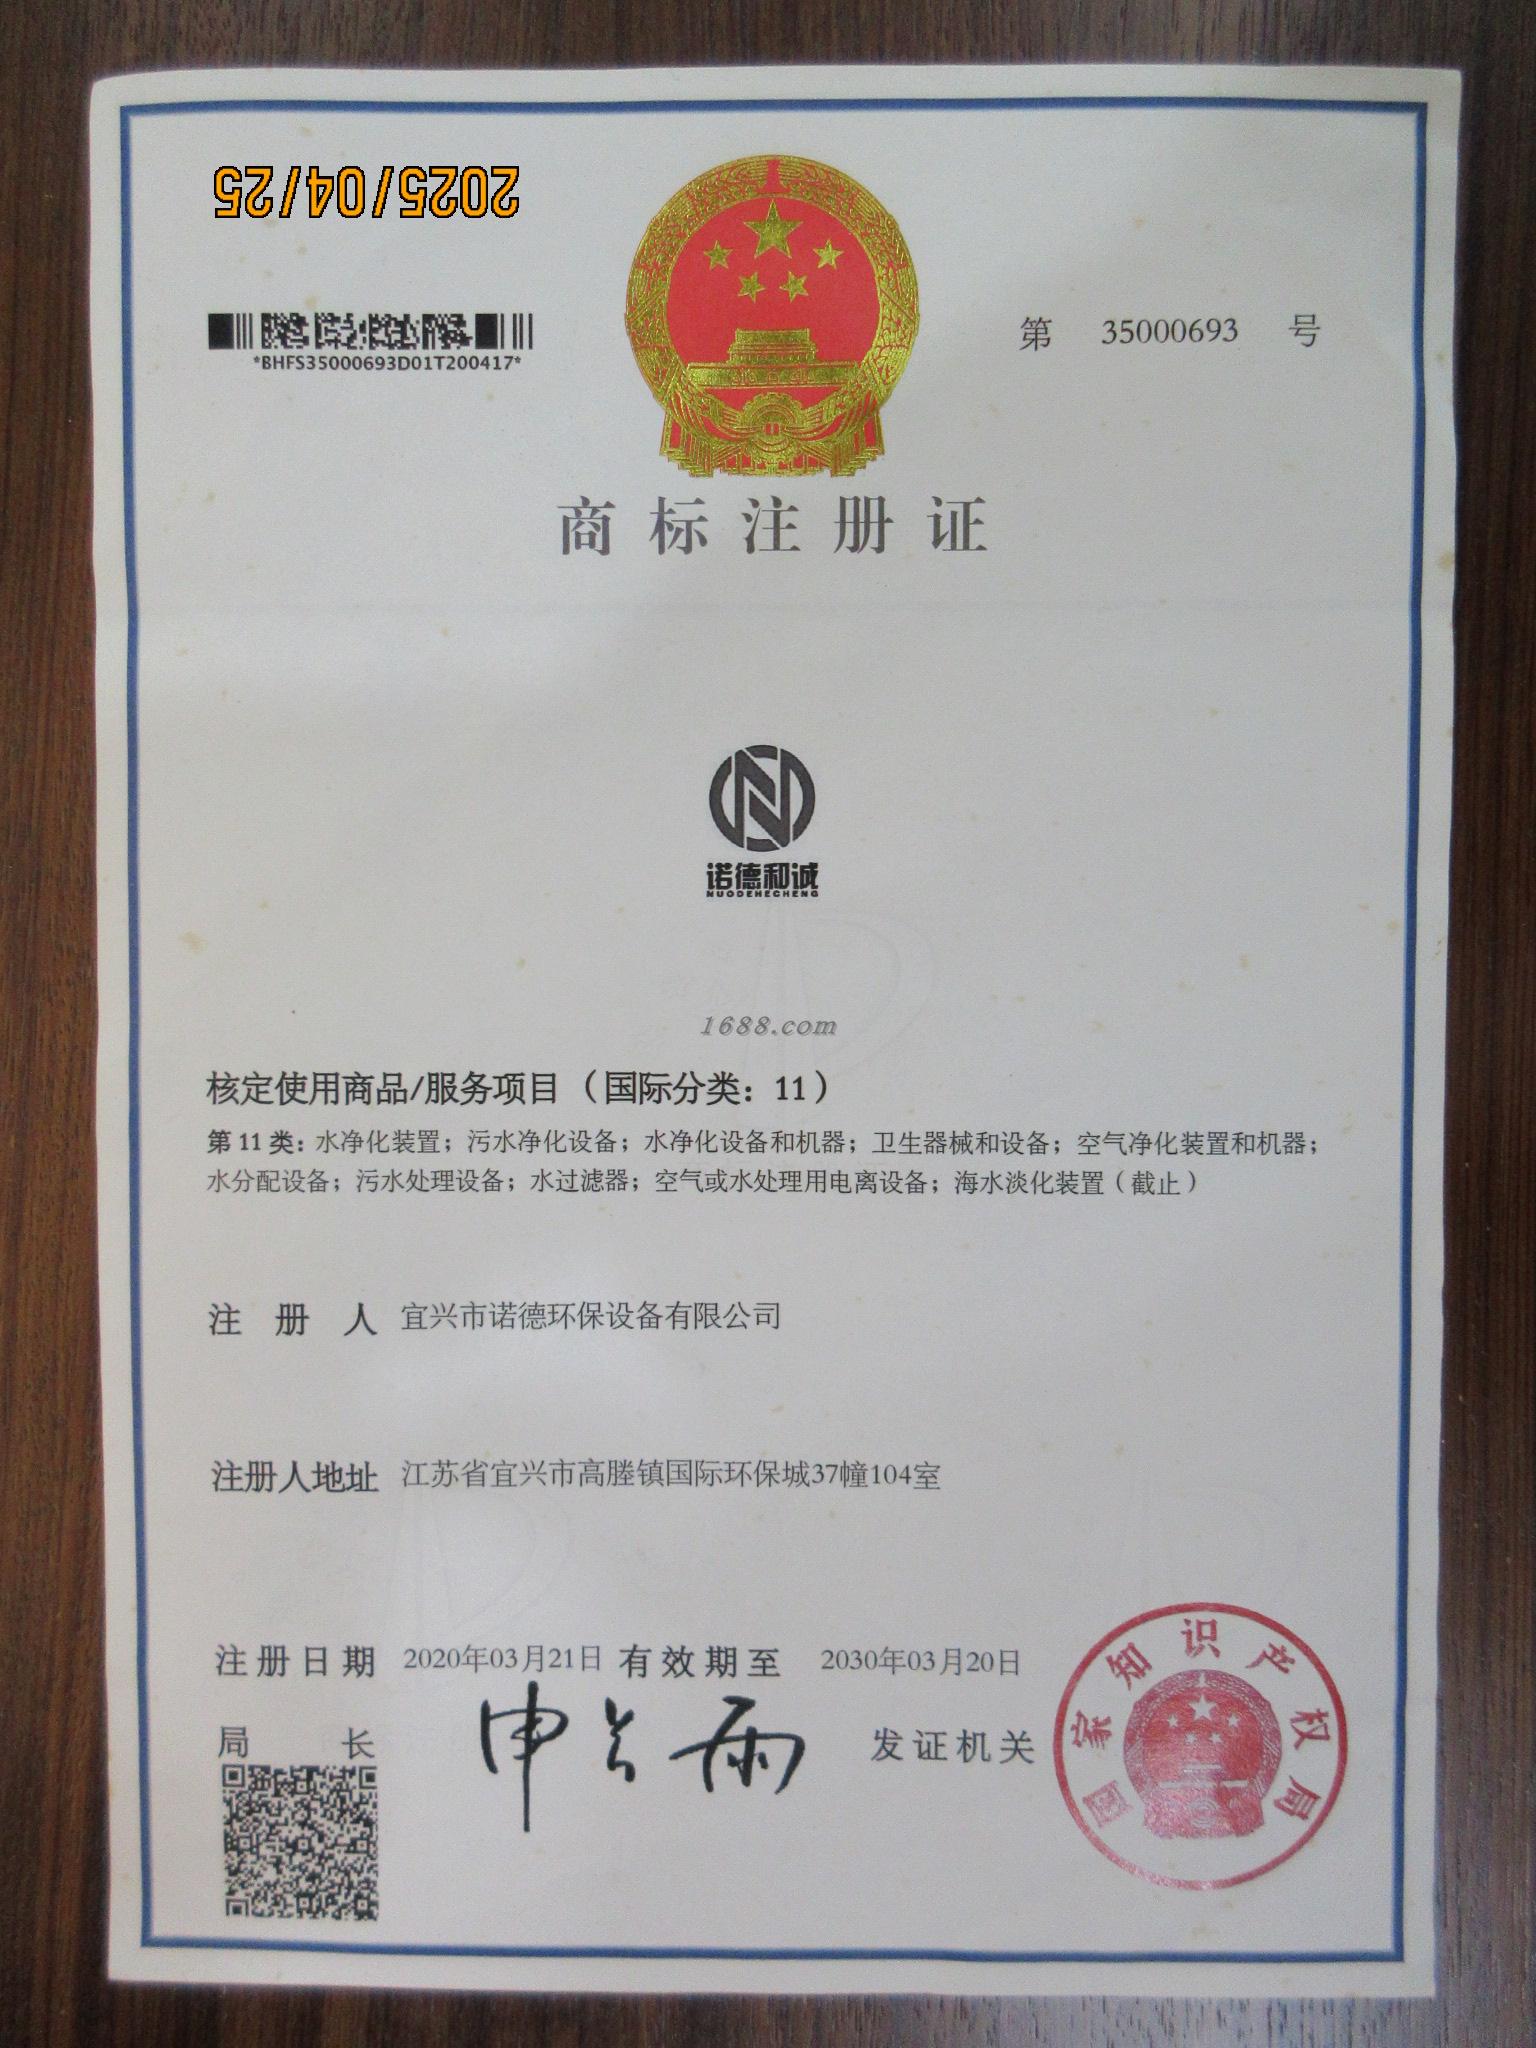 2025/04/25
*BHFS35000693D01T200417*
第 35000693 号
商标注册证
诺德和诚
NUODEHECHENG
1688.com
核定使用商品/服务项目（国际分类：11）
第 11 类：水净化装置；污水净化设备；水净化设备和机器；卫生器械和设备；空气净化装置和机器；
水分配设备；污水处理设备；水过滤器；空气或水处理用电离设备；海水淡化装置（截止）
注册人 宜兴市诺德环保设备有限公司
注册人地址 江苏省宜兴市高塍镇国际环保城37幢104室
注册日期 2020年03月21日 有效期至 2030年03月20日
局长 申长雨 发证机关
国家知识产权局